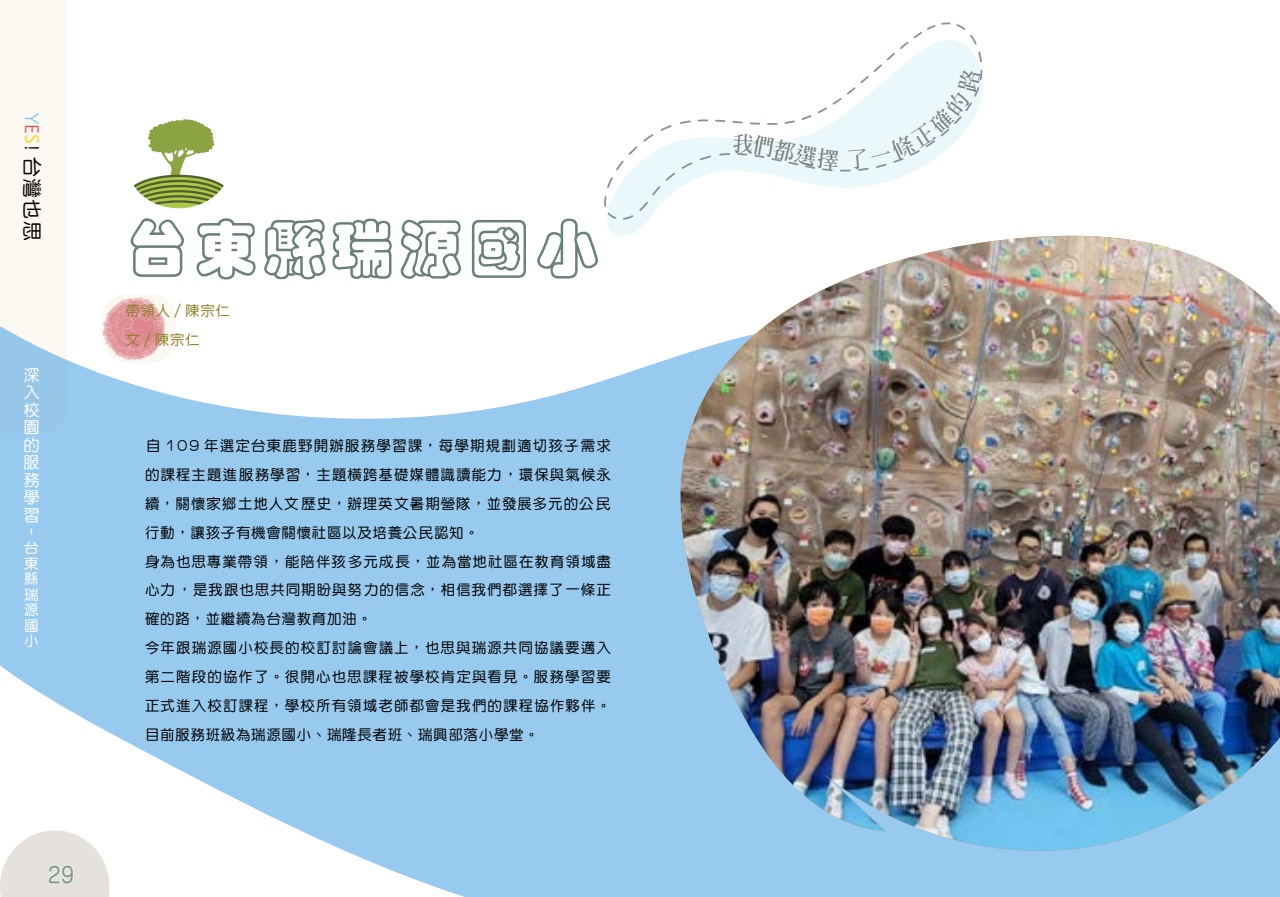 YES! 台灣也思
深入校園的服務學習 - 台東縣瑞源國小
我們都選擇了一條正確的路
台東縣瑞源國小
帶領人 / 陳宗仁
文 / 陳宗仁
自 109 年選定台東鹿野開辦服務學習課，每學期規劃適切孩子需求
的課程主題進服務學習，主題橫跨基礎媒體識讀能力，環保與氣候永
續，關懷家鄉土地人文歷史，辦理英文暑期營隊，並發展多元的公民
行動，讓孩子有機會關懷社區以及培養公民認知。
身為也思專業帶領，能陪伴孩多元成長，並為當地社區在教育領域盡
心力，是我跟也思共同期盼與努力的信念，相信我們都選擇了一條正
確的路，並繼續為台灣教育加油。
今年跟瑞源國小校長的校訂討論會議上，也思與瑞源共同協議要邁入
第二階段的協作了。很開心也思課程被學校肯定與看見。服務學習要
正式進入校訂課程，學校所有領域老師都會是我們的課程協作夥伴。
目前服務班級為瑞源國小、瑞隆長者班、瑞興部落小學堂。
29